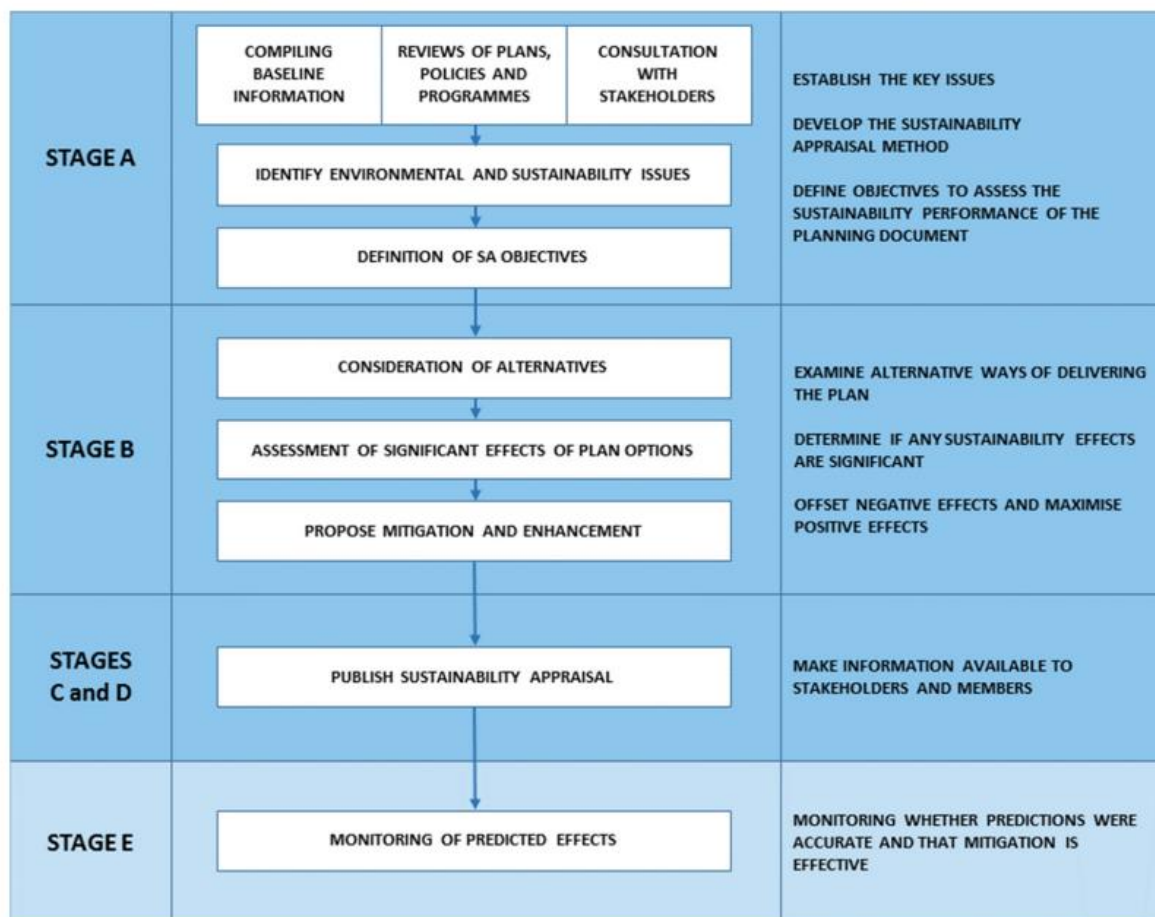 STAGE A
COMPILING
BASELINE
INFORMATION
REVIEWS OF PLANS,
POLICIES AND
PROGRAMMES
CONSULTATION
WITH
STAKEHOLDERS
IDENTIFY ENVIRONMENTAL AND SUSTAINABILITY ISSUES
DEFINITION OF SA OBJECTIVES
ESTABLISH THE KEY ISSUES
DEVELOP THE SUSTAINABILITY
APPRAISAL METHOD
DEFINE OBJECTIVES TO ASSESS THE
SUSTAINABILITY PERFORMANCE OF THE
PLANNING DOCUMENT
STAGE B
CONSIDERATION OF ALTERNATIVES
ASSESSMENT OF SIGNIFICANT EFFECTS OF PLAN OPTIONS
PROPOSE MITIGATION AND ENHANCEMENT
EXAMINE ALTERNATIVE WAYS OF DELIVERING
THE PLAN
DETERMINE IF ANY SUSTAINABILITY EFFECTS
ARE SIGNIFICANT
OFFSET NEGATIVE EFFECTS AND MAXIMISE
POSITIVE EFFECTS
STAGES
C and D
PUBLISH SUSTAINABILITY APPRAISAL
MAKE INFORMATION AVAILABLE TO
STAKEHOLDERS AND MEMBERS
STAGE E
MONITORING OF PREDICTED EFFECTS
MONITORING WHETHER PREDICTIONS WERE
ACCURATE AND THAT MITIGATION IS
EFFECTIVE